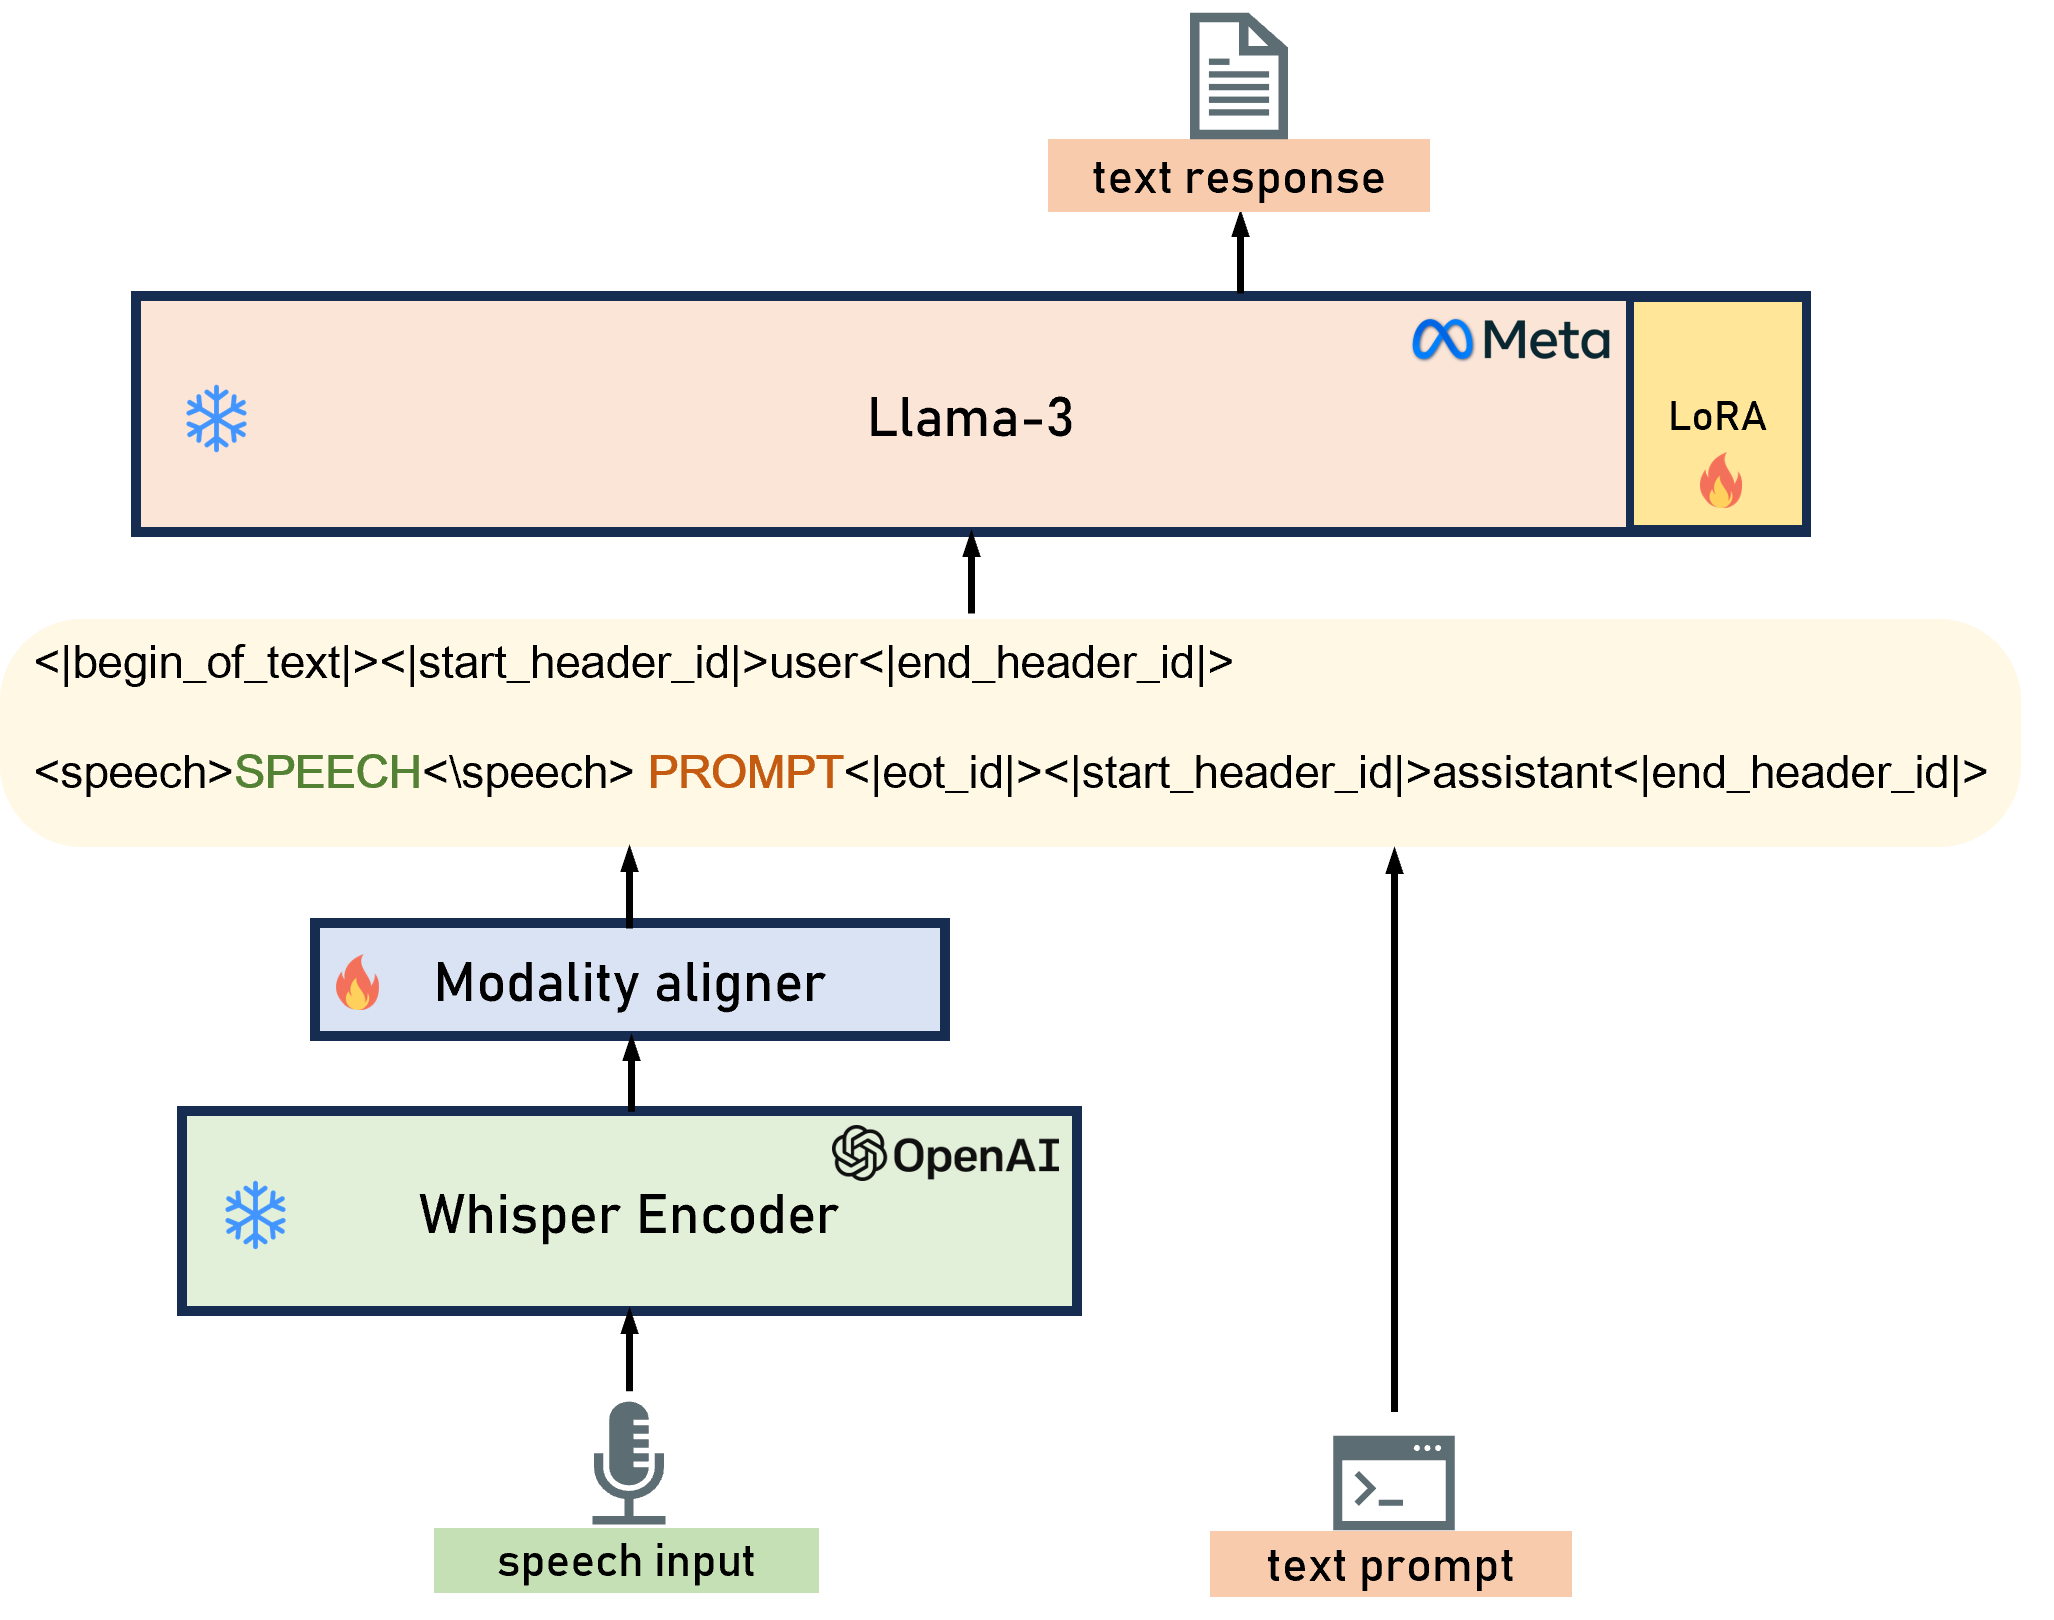 text response
Meta
Llama-3
LoRA
<|begin_of_text|><|start_header_id|>user<|end_header_id|>
<speech>SPEECH<\speech> PROMPT<|eot_id|><|start_header_id|>assistant<|end_header_id|>
Modality aligner
OpenAI
Whisper Encoder
speech input
text prompt